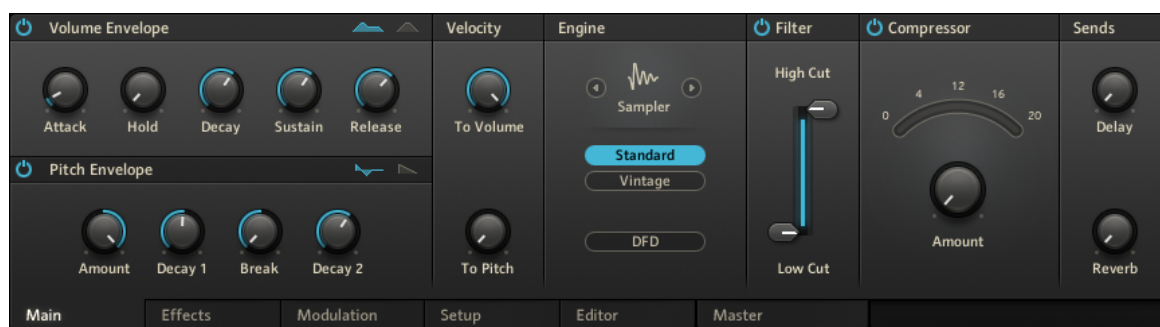 Volume Envelope
Velocity
Engine
Filter
Compressor
Sends
Attack
Hold
Decay
Sustain
Release
To Volume
Sampler
Standard
Vintage
DFD
High Cut
Low Cut
0
4
12
16
20
Amount
Delay
Reverb
Pitch Envelope
Amount
Decay 1
Break
Decay 2
To Pitch
Main
Effects
Modulation
Setup
Editor
Master